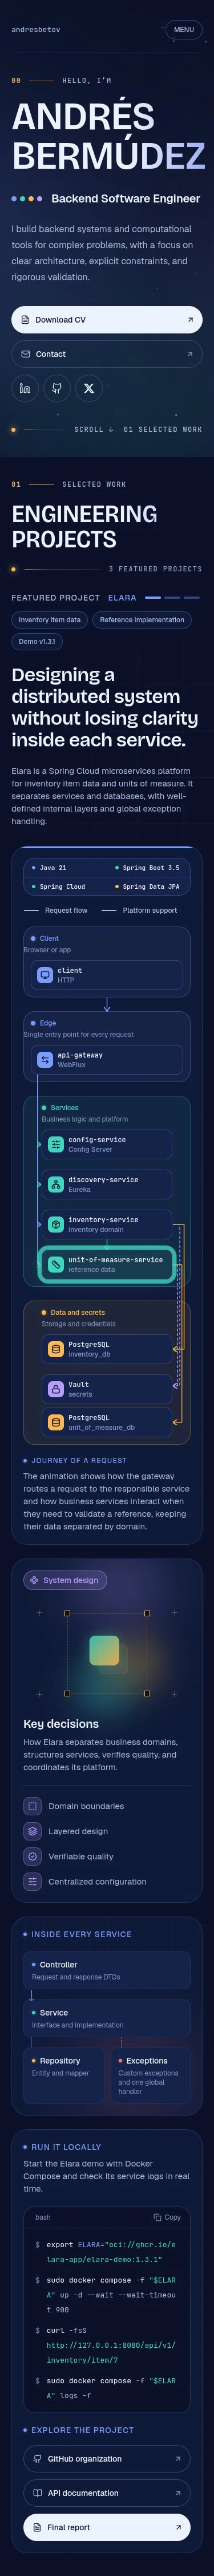 andresbetov
MENU
00 HELLO, I'M
ANDRÉS
BERMÚDEZ
Backend Software Engineer
I build backend systems and computational
tools for complex problems, with a focus on
clear architecture, explicit constraints, and
rigorous validation.
Download CV
Contact
SCROLL ↓ 01 SELECTED WORK
01 SELECTED WORK
ENGINEERING
PROJECTS
3 FEATURED PROJECTS
FEATURED PROJECT ELARA
Inventory item data
Reference implementation
Demo v1.3.1
Designing a
distributed system
without losing clarity
inside each service.
Elara is a Spring Cloud microservices platform
for inventory item data and units of measure. It
separates services and databases, with well-
defined internal layers and global exception
handling.
Java 21
Spring Boot 3.5
Spring Cloud
Spring Data JPA
Request flow
Platform support
Client
Browser or app
client
HTTP
Edge
Single entry point for every request
api-gateway
WebFlux
Services
Business logic and platform
config-service
Config Server
discovery-service
Eureka
inventory-service
Inventory domain
unit-of-measure-service
reference data
Data and secrets
Storage and credentials
PostgreSQL
inventory_db
Vault
secrets
PostgreSQL
unit_of_measure_db
JOURNEY OF A REQUEST
The animation shows how the gateway
routes a request to the responsible service
and how business services interact when
they need to validate a reference, keeping
their data separated by domain.
System design
Key decisions
How Elara separates business domains,
structures services, verifies quality, and
coordinates its platform.
Domain boundaries
Layered design
Verifiable quality
Centralized configuration
INSIDE EVERY SERVICE
Controller
Request and response DTOs
Service
Interface and implementation
Repository
Entity and mapper
Exceptions
Custom exceptions
and one global
handler
RUN IT LOCALLY
Start the Elara demo with Docker
Compose and check its service logs in real
time.
bash
Copy
$ export ELARA="oci://ghcr.io/e
lara-app/elara-demo:1.3.1"
$ sudo docker compose -f "$ELAR
A" up -d --wait --wait-timeou
t 900
$ curl -fsS
http://127.0.0.1:8080/api/v1/
inventory/item/7
$ sudo docker compose -f "$ELAR
A" logs -f
EXPLORE THE PROJECT
GitHub organization
API documentation
Final report